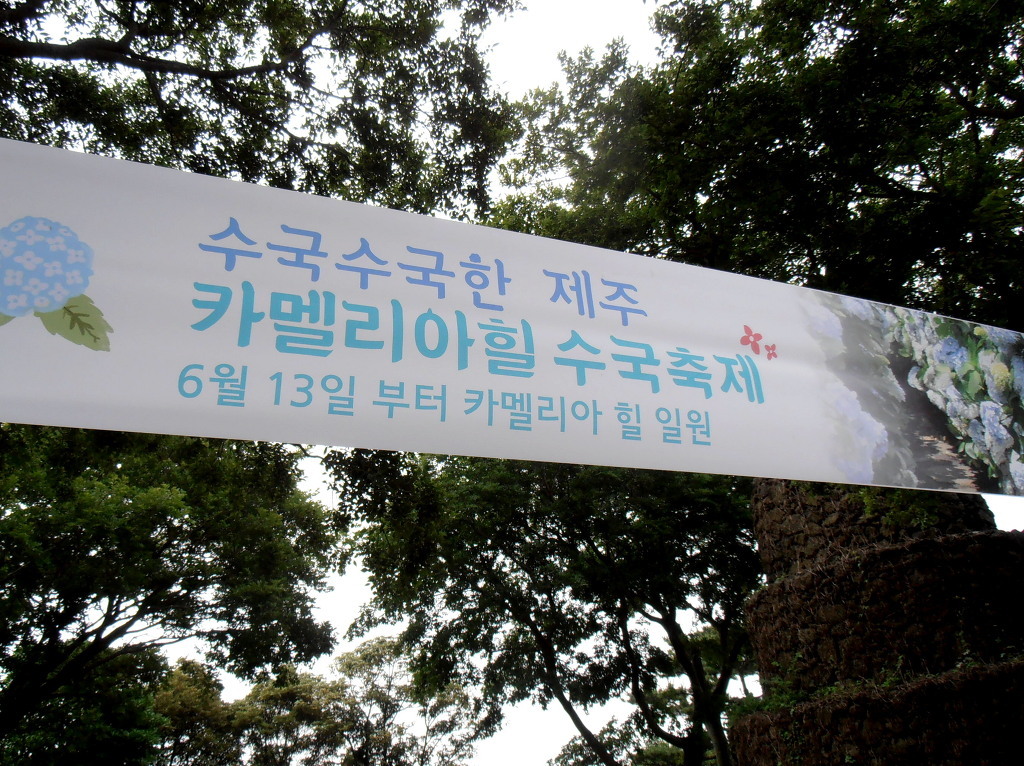 수국수국한 제주
카멜리아힐 수국축제
6월 13일 부터 카멜리아 힐 일원